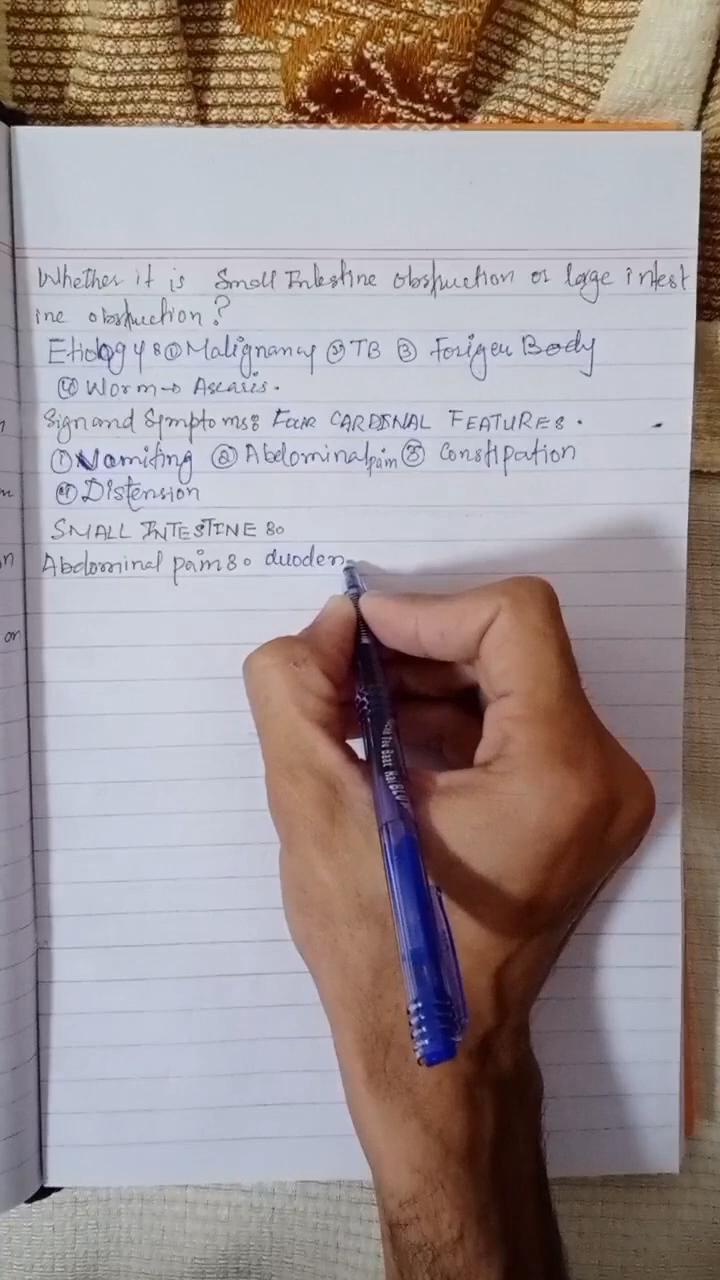 Whether it is Small Intestine obstruction or large intest
ine obstruction?
Etiology : ① Malignancy ② TB ③ Foreign Body
④ Worm → Ascaris.
Sign and Symptoms: FOUR CARDINAL FEATURES.
① Vomiting ② Abdominal pain ③ Constipation
④ Distension
SMALL INTESTINE :
Abdominal pain : duoden
on